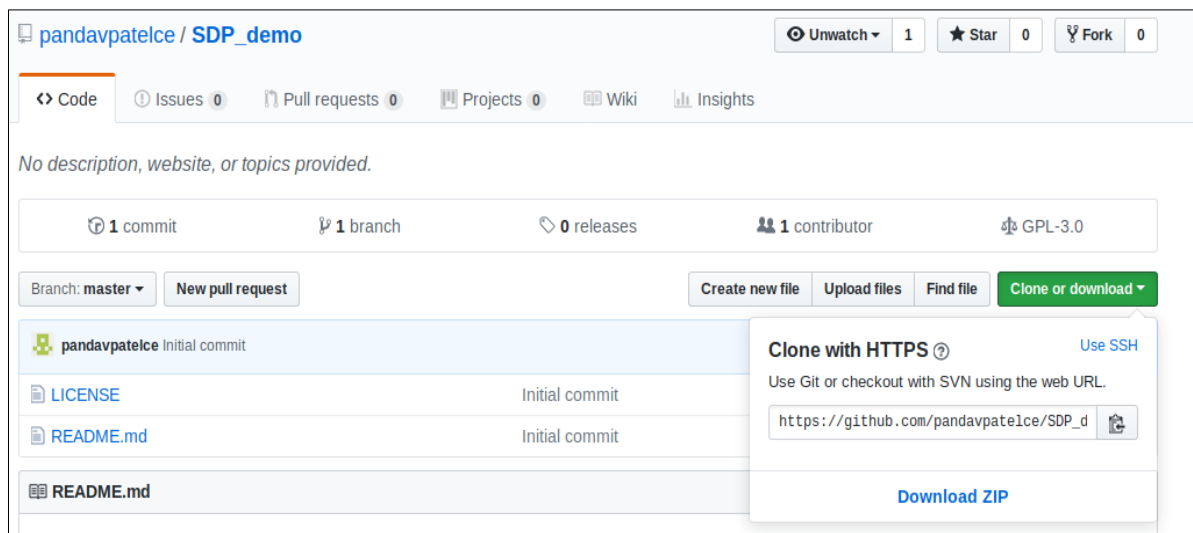 pandavpatelce / SDP_demo
Unwatch 1 Star 0 Fork 0
Code Issues 0 Pull requests 0 Projects 0 Wiki Insights
No description, website, or topics provided.
1 commit 1 branch 0 releases 1 contributor GPL-3.0
Branch: master New pull request Create new file Upload files Find file Clone or download
pandavpatelce Initial commit
LICENSE Initial commit
README.md Initial commit
README.md
Clone with HTTPS ? Use SSH
Use Git or checkout with SVN using the web URL.
https://github.com/pandavpatelce/SDP_d
Download ZIP